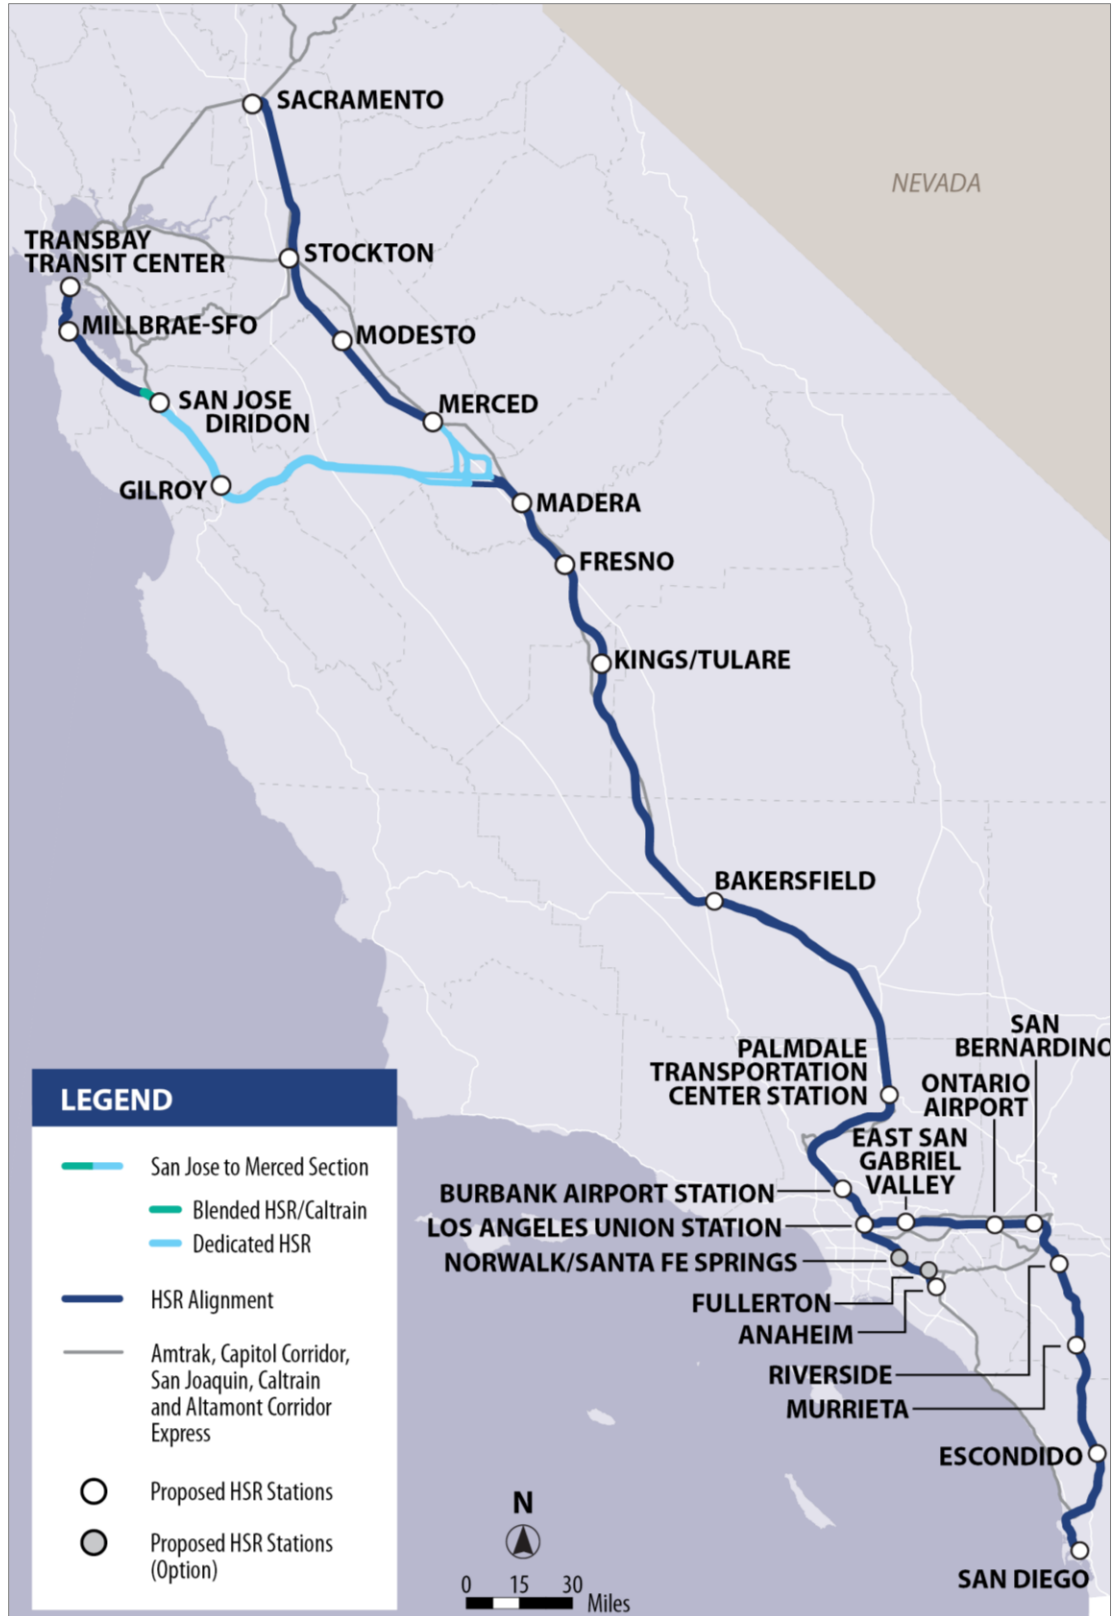 SACRAMENTO
NEVADA
TRANSBAY
TRANSIT CENTER
STOCKTON
MILLBRAE-SFO
MODESTO
SAN JOSE
DIRIDON
MERCED
GILROY
MADERA
FRESNO
KINGS/TULARE
BAKERSFIELD
SAN
BERNARDINO
PALMDALE
TRANSPORTATION
CENTER STATION
ONTARIO
AIRPORT
EAST SAN
GABRIEL
VALLEY
BURBANK AIRPORT STATION
LOS ANGELES UNION STATION
NORWALK/SANTA FE SPRINGS
FULLERTON
ANAHEIM
RIVERSIDE
MURRIETA
ESCONDIDO
SAN DIEGO
LEGEND
San Jose to Merced Section
Blended HSR/Caltrain
Dedicated HSR
HSR Alignment
Amtrak, Capitol Corridor,
San Joaquin, Caltrain
and Altamont Corridor
Express
Proposed HSR Stations
Proposed HSR Stations
(Option)
N
0 15 30
Miles